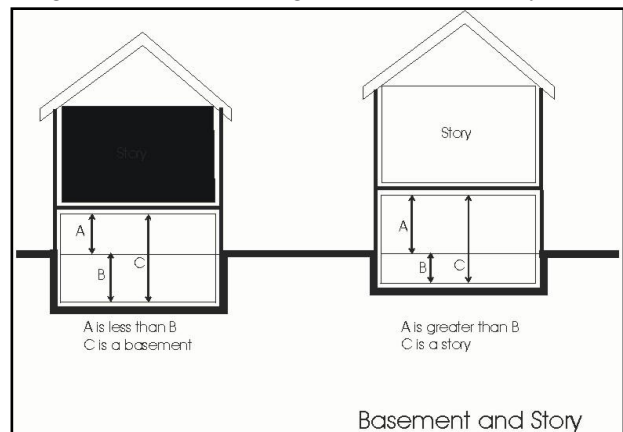 Story
A
B
C
A is less than B
C is a basement
Story
A
B
C
A is greater than B
C is a story
Basement and Story